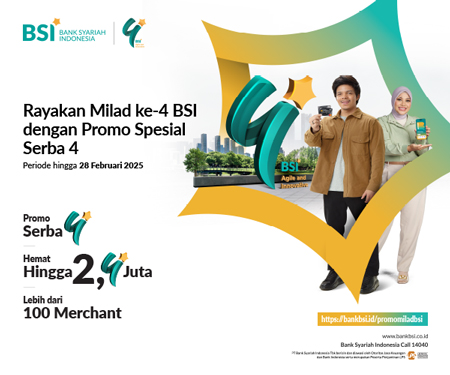 BSI BANK SYARIAH INDONESIA
Rayakan Milad ke-4 BSI
dengan Promo Spesial
Serba 4
Periode hingga 28 Februari 2025
BSI
Agile and
Innovate
Promo
Serba 4
Hemat
Hingga 2,4 Juta
Lebih dari
100 Merchant
https://bankbsi.id/promomiladbsi
www.bankbsi.co.id
Bank Syariah Indonesia Call 14040